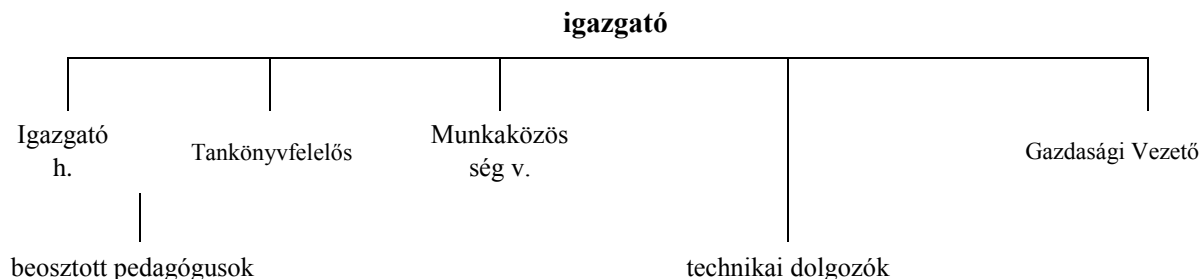 igazgató
Igazgató
h.
Tankönyvfelelős
Munkaközös
ség v.
Gazdasági Vezető
beosztott pedagógusok
technikai dolgozók